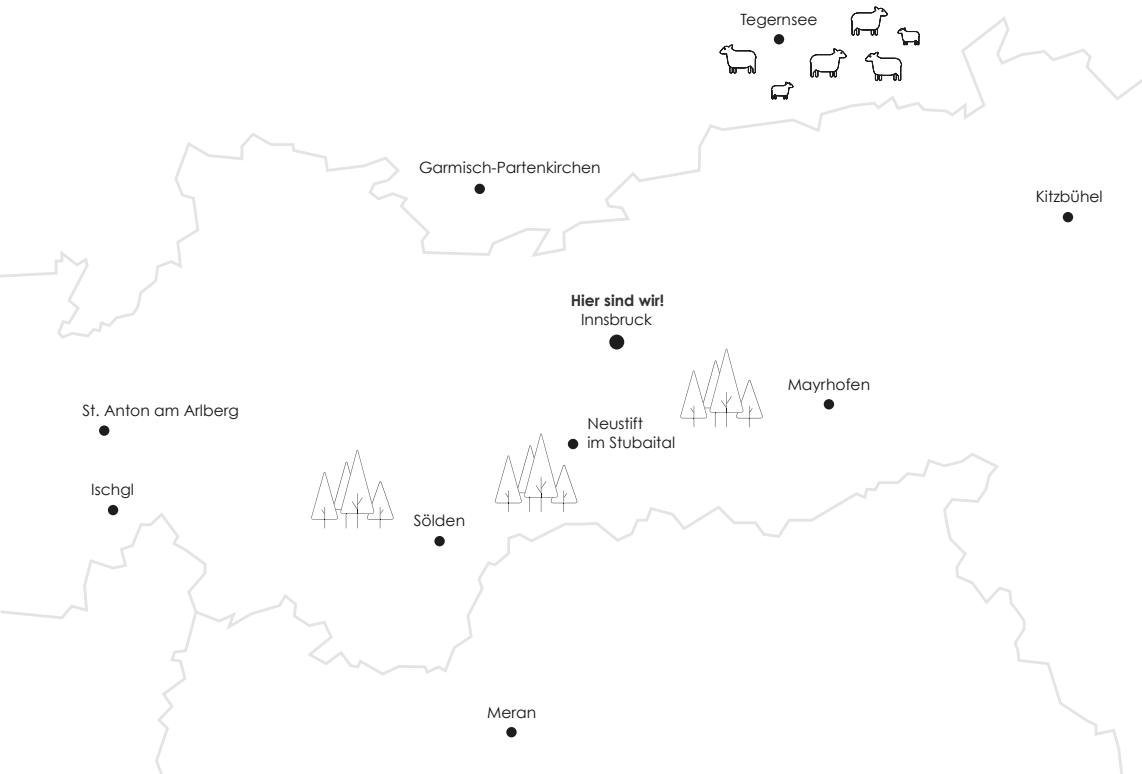 Tegernsee
Garmisch-Partenkirchen
Kitzbühel
Hier sind wir!
Innsbruck
Mayrhofen
St. Anton am Arlberg
Neustift
im Stubaital
Ischgl
Sölden
Meran